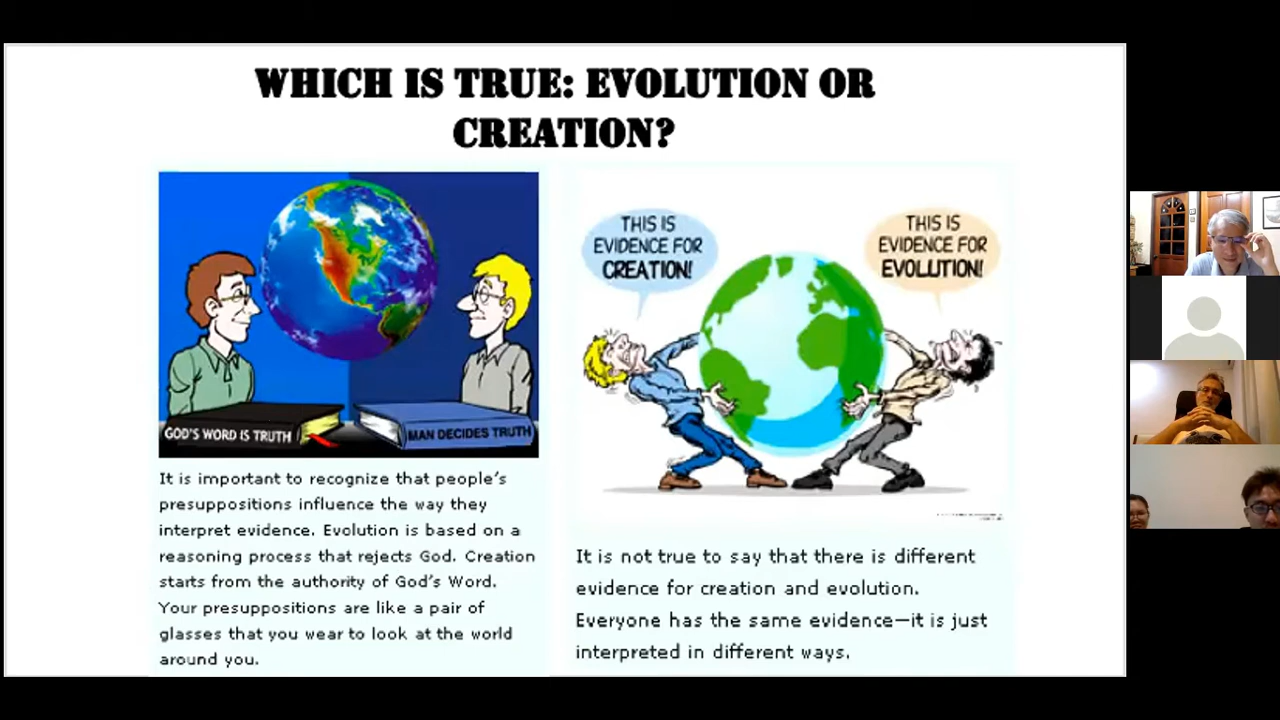 WHICH IS TRUE: EVOLUTION OR
CREATION?
GOD'S WORD IS TRUTH
MAN DECIDES TRUTH
It is important to recognize that people's
presuppositions influence the way they
interpret evidence. Evolution is based on a
reasoning process that rejects God. Creation
starts from the authority of God's Word.
Your presuppositions are like a pair of
glasses that you wear to look at the world
around you.
THIS IS
EVIDENCE FOR
CREATION!
THIS IS
EVIDENCE FOR
EVOLUTION!
It is not true to say that there is different
evidence for creation and evolution.
Everyone has the same evidence—it is just
interpreted in different ways.